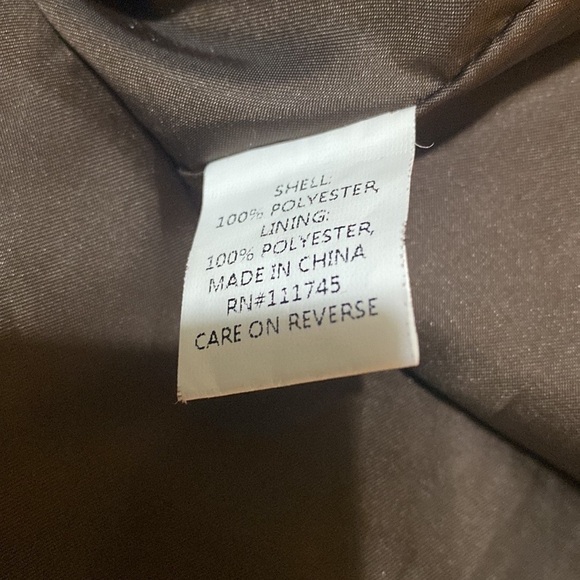 SHELL:
100% POLYESTER,
LINING:
100% POLYESTER,
MADE IN CHINA
RN#111745
CARE ON REVERSE